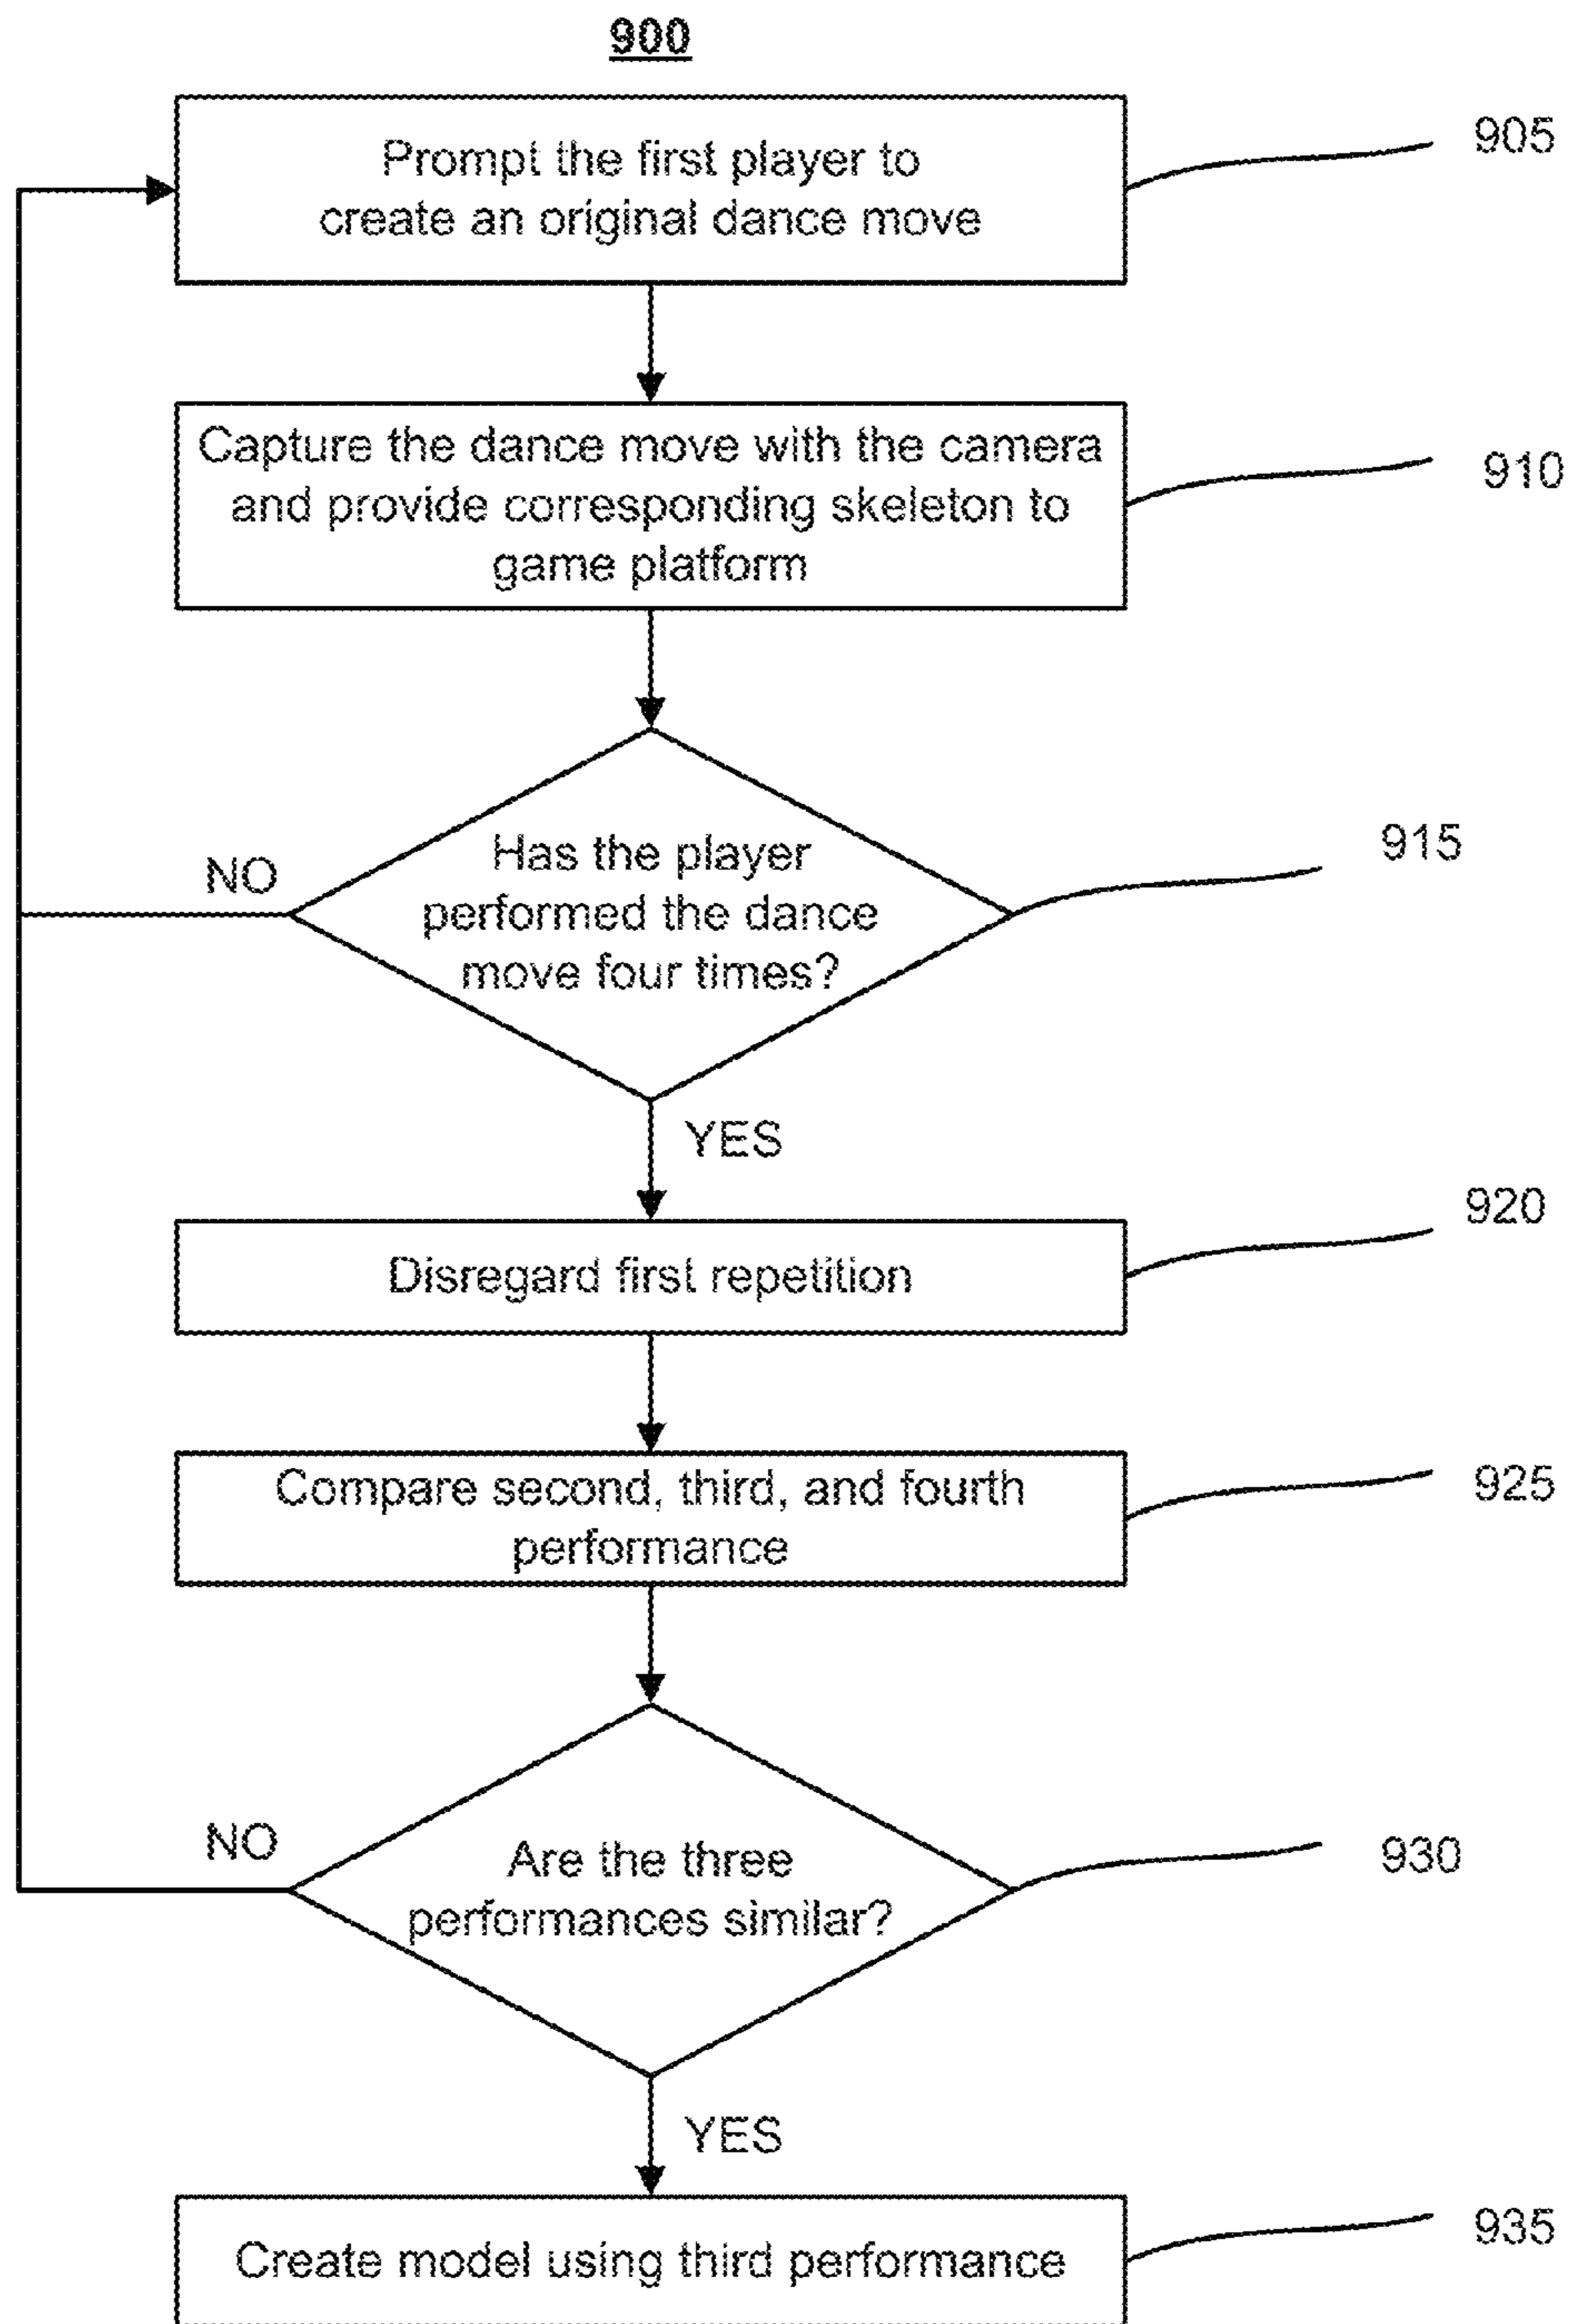 900
Prompt the first player to
create an original dance move
905
Capture the dance move with the camera
and provide corresponding skeleton to
game platform
910
Has the player
performed the dance
move four times?
915
NO
YES
Disregard first repetition
920
Compare second, third, and fourth
performance
925
Are the three
performances similar?
930
NO
YES
Create model using third performance
935